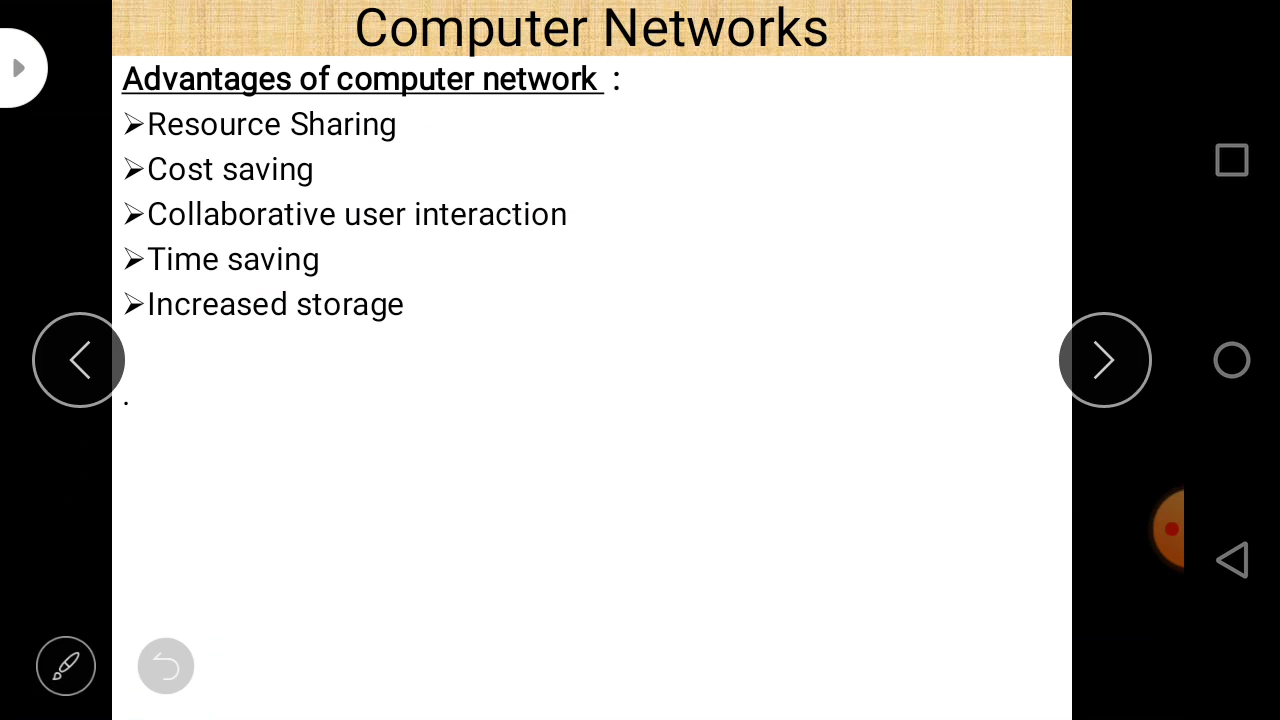 Computer Networks
Advantages of computer network :
➢Resource Sharing
➢Cost saving
➢Collaborative user interaction
➢Time saving
➢Increased storage
.